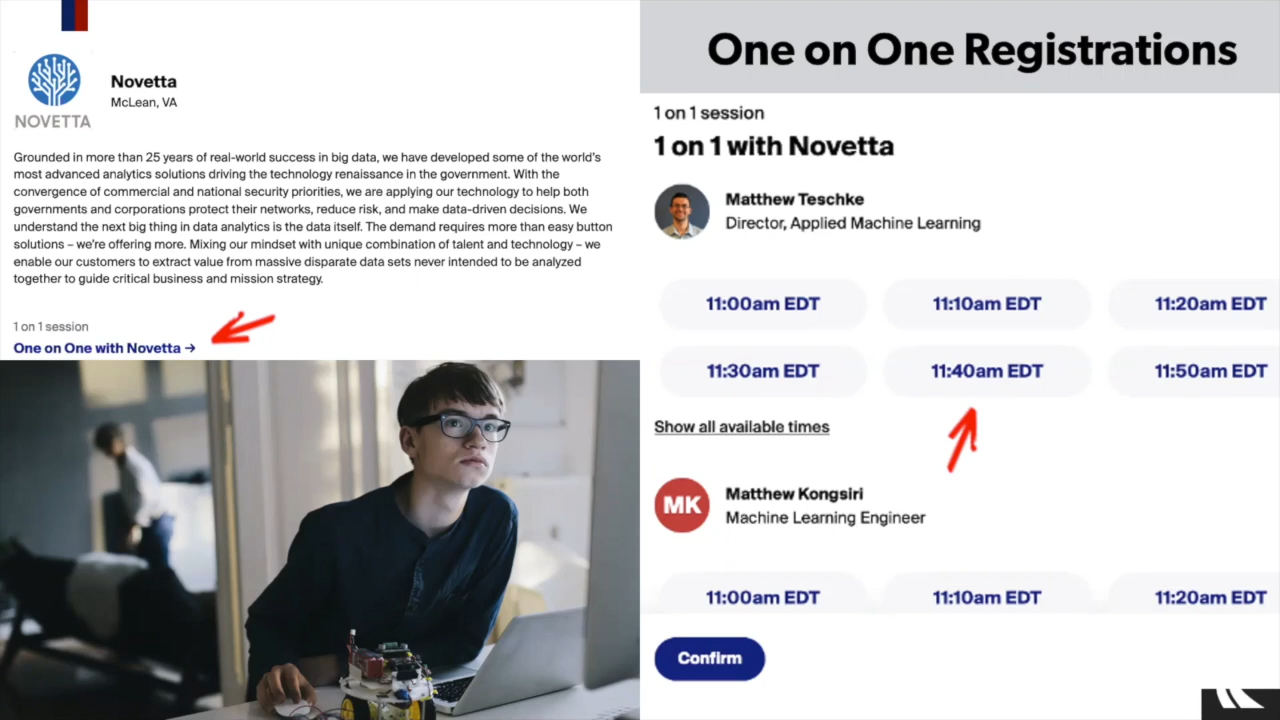 Novetta
McLean, VA
NOVETTA
Grounded in more than 25 years of real-world success in big data, we have developed some of the world's
most advanced analytics solutions driving the technology renaissance in the government. With the
convergence of commercial and national security priorities, we are applying our technology to help both
governments and corporations protect their networks, reduce risk, and make data-driven decisions. We
understand the next big thing in data analytics is the data itself. The demand requires more than easy button
solutions – we're offering more. Mixing our mindset with unique combination of talent and technology – we
enable our customers to extract value from massive disparate data sets never intended to be analyzed
together to guide critical business and mission strategy.
1 on 1 session
One on One with Novetta →
One on One Registrations
1 on 1 session
1 on 1 with Novetta
Matthew Teschke
Director, Applied Machine Learning
11:00am EDT 11:10am EDT 11:20am EDT
11:30am EDT 11:40am EDT 11:50am EDT
Show all available times
MK
Matthew Kongsiri
Machine Learning Engineer
11:00am EDT 11:10am EDT 11:20am EDT
Confirm